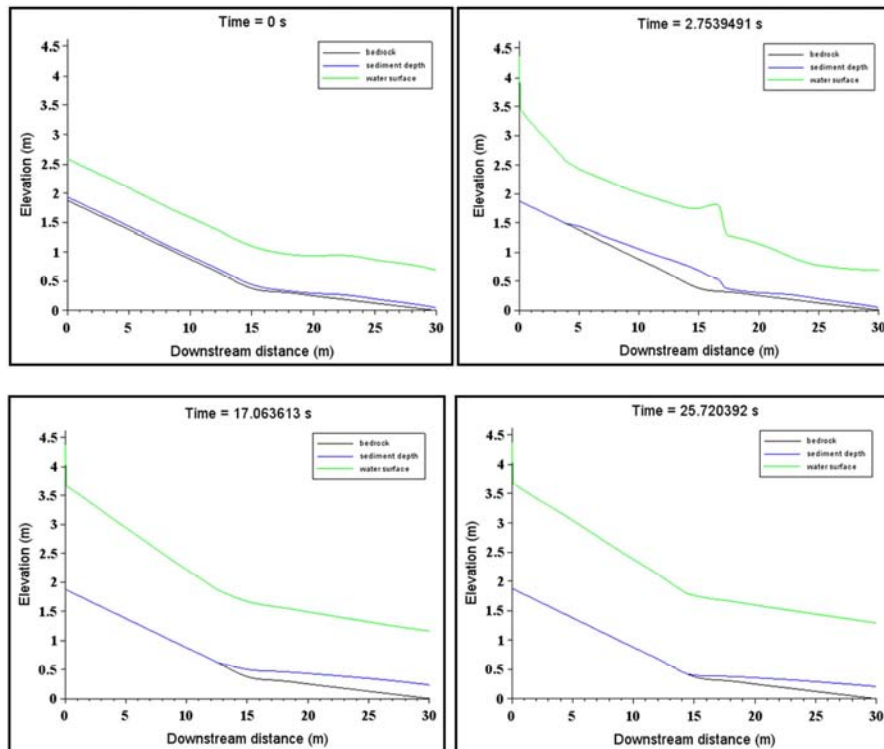 Time = 0 s
4.5
4
3.5
3
2.5
2
1.5
1
0.5
0
Elevation (m)
bedrock
sediment depth
water surface
0 5 10 15 20 25 30
Downstream distance (m)
Time = 2.7539491 s
4.5
4
3.5
3
2.5
2
1.5
1
0.5
0
Elevation (m)
bedrock
sediment depth
water surface
0 5 10 15 20 25 30
Downstream distance (m)
Time = 17.063613 s
4.5
4
3.5
3
2.5
2
1.5
1
0.5
0
Elevation (m)
bedrock
sediment depth
water surface
0 5 10 15 20 25 30
Downstream distance (m)
Time = 25.720392 s
4.5
4
3.5
3
2.5
2
1.5
1
0.5
0
Elevation (m)
bedrock
sediment depth
water surface
0 5 10 15 20 25 30
Downstream distance (m)